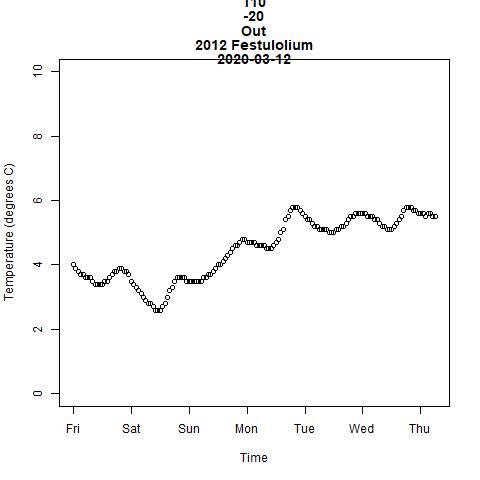 110
-20
Out
2012 Festulolium
2020-03-12
10
8
6
4
2
0
Temperature (degrees C)
Fri Sat Sun Mon Tue Wed Thu
Time